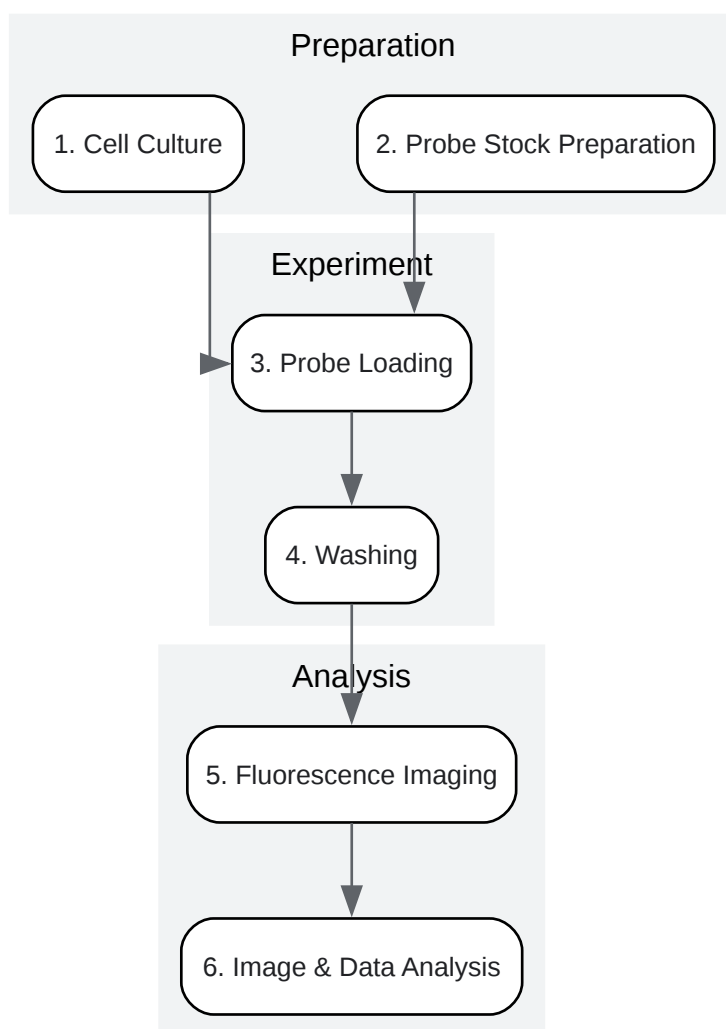 Preparation
1. Cell Culture
2. Probe Stock Preparation
Experiment
3. Probe Loading
4. Washing
Analysis
5. Fluorescence Imaging
6. Image & Data Analysis